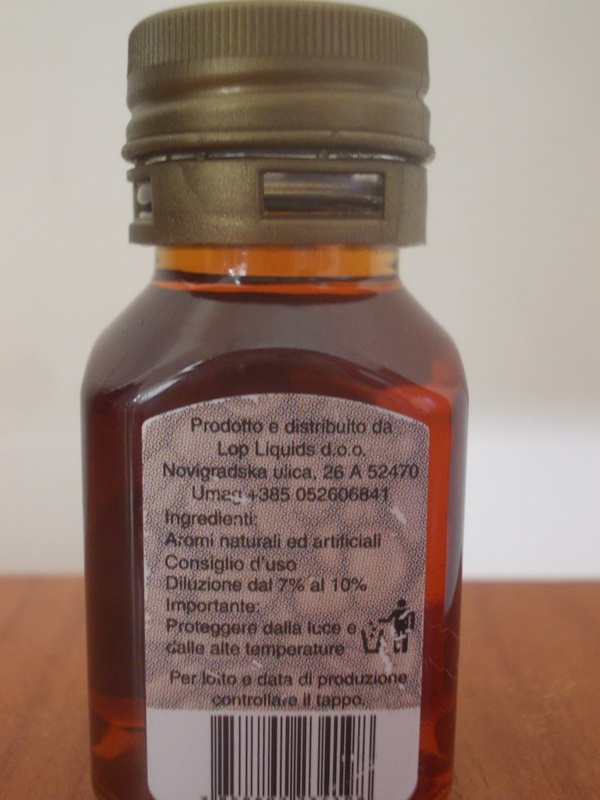 Prodotto e distribuito da
Lop Liquids d.o.o.
Novigradska ulica, 26 A 52470
Umag +385 052606841
Ingredienti:
Aromi naturali ed artificiali
Consiglio d'uso
Diluzione dal 7% al 10%
Importante:
Proteggere dalla luce e
dalle alte temperature
Per lotto e data di produzione
controllare il tappo.